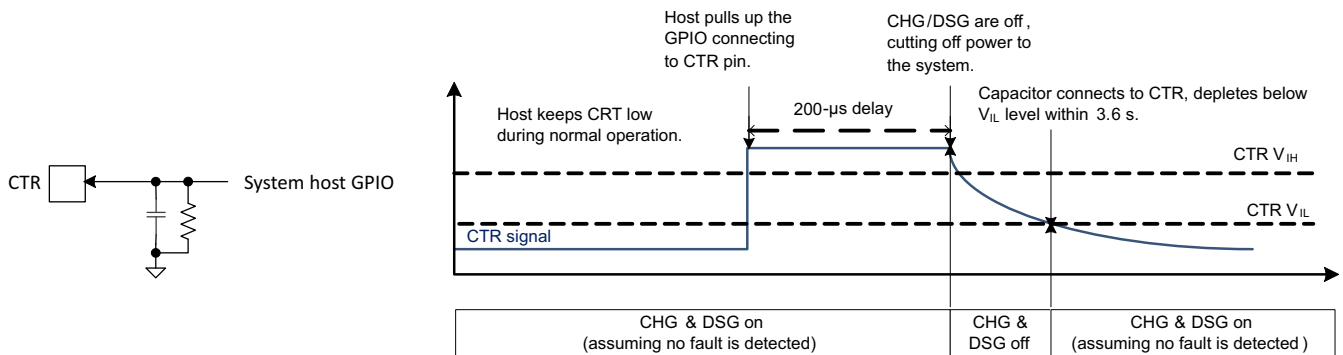 Host pulls up the
GPIO connecting
to CTR pin.
CHG/DSG are off,
cutting off power to
the system.
Host keeps CRT low
during normal operation.
200-µs delay
Capacitor connects to CTR, depletes below
VIL level within 3.6 s.
CTR VIH
CTR VIL
CTR
System host GPIO
CTR signal
CHG & DSG on
(assuming no fault is detected)
CHG &
DSG off
CHG & DSG on
(assuming no fault is detected )